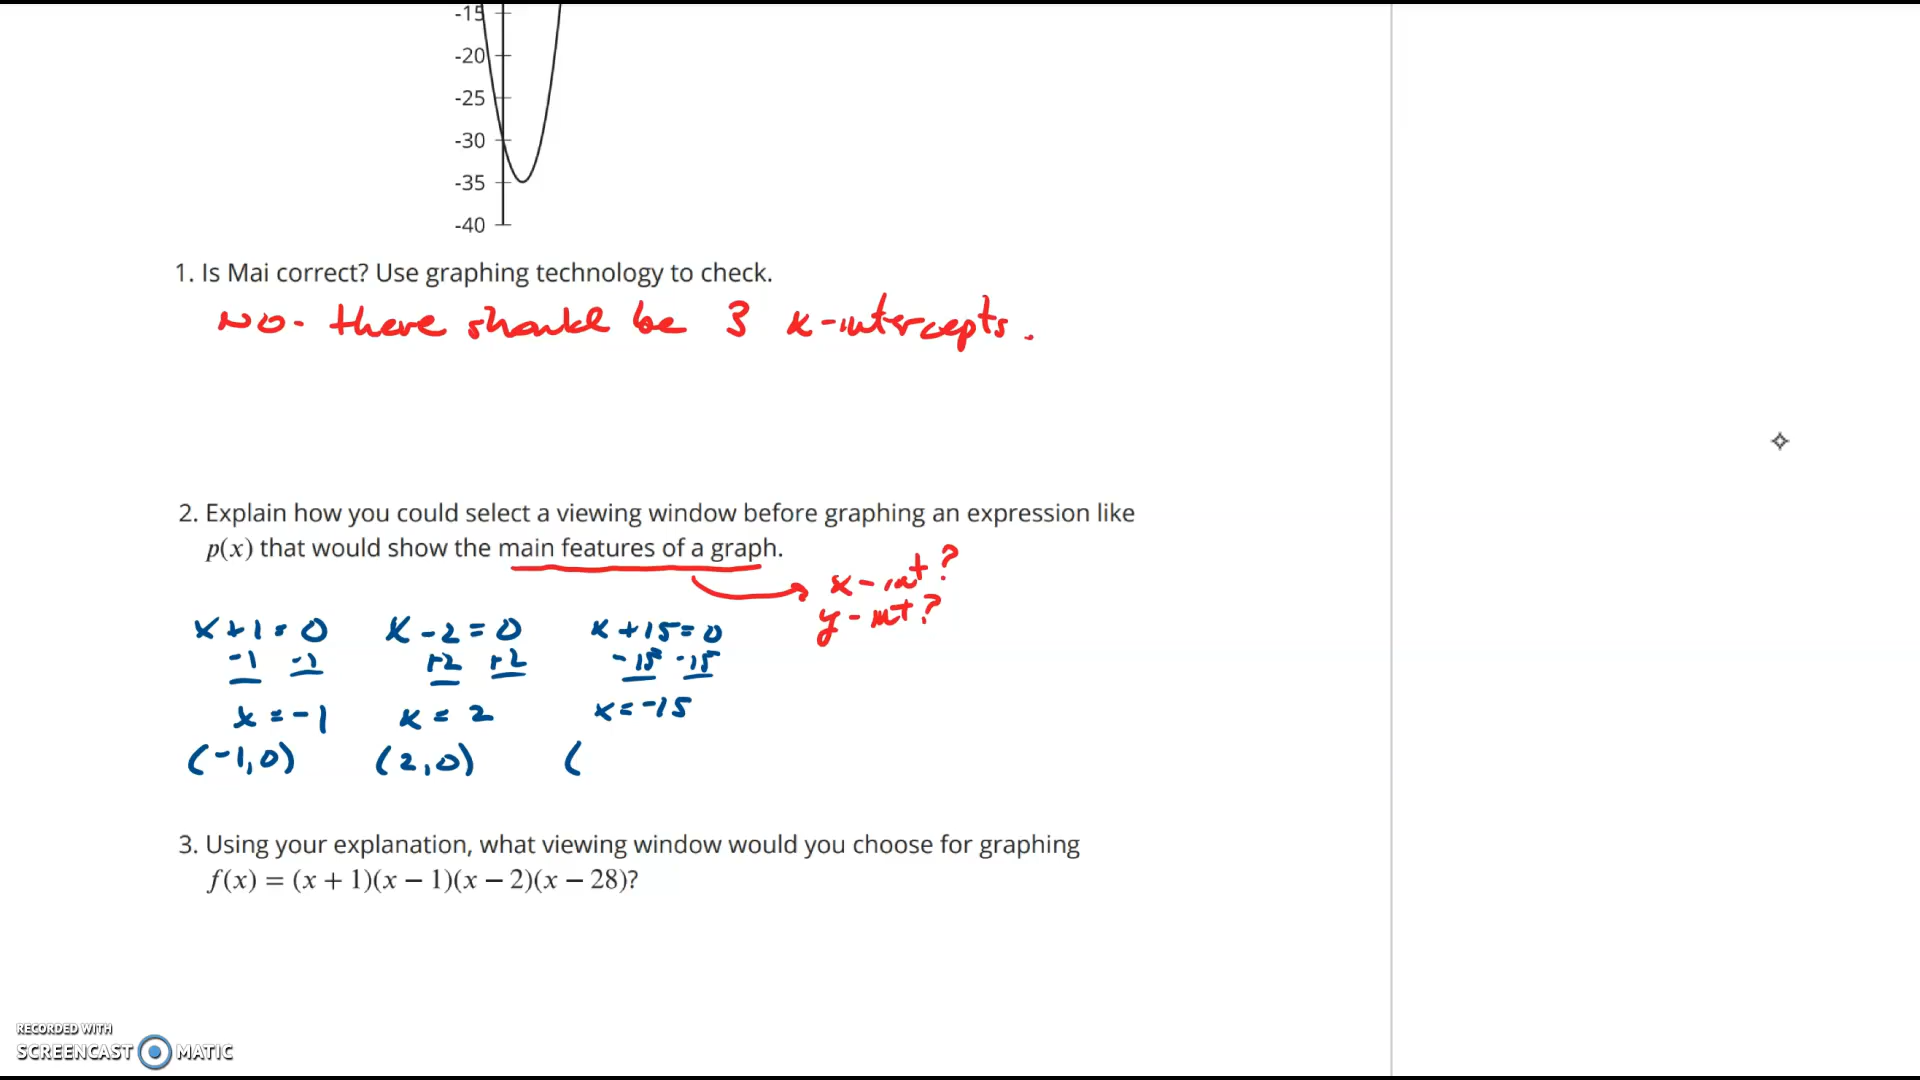 -15
-20
-25
-30
-35
-40
1. Is Mai correct? Use graphing technology to check.
No - there should be 3 x-intercepts.
2. Explain how you could select a viewing window before graphing an expression like
p(x) that would show the main features of a graph.
x-int?
y-int?
x+1=0 x-2=0 x+15=0
-1 -1 +2 +2 -15 -15
x=-1 x=2 x=-15
(-1,0) (2,0) (
3. Using your explanation, what viewing window would you choose for graphing
f(x) = (x + 1)(x − 1)(x − 2)(x − 28)?
RECORDED WITH
SCREENCAST MATIC